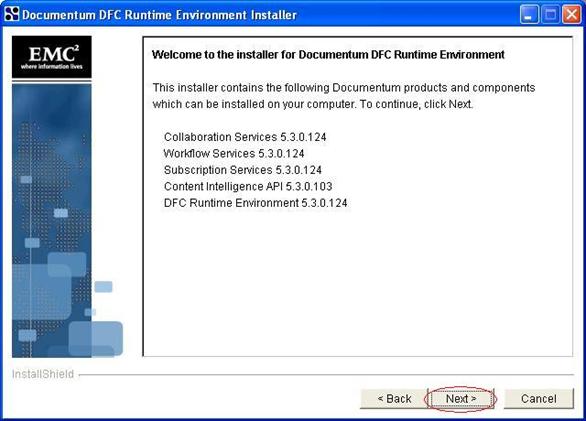 Documentum DFC Runtime Environment Installer
EMC²
where information lives
Welcome to the installer for Documentum DFC Runtime Environment
This installer contains the following Documentum products and components
which can be installed on your computer. To continue, click Next.
Collaboration Services 5.3.0.124
Workflow Services 5.3.0.124
Subscription Services 5.3.0.124
Content Intelligence API 5.3.0.103
DFC Runtime Environment 5.3.0.124
InstallShield
< Back
Next >
Cancel